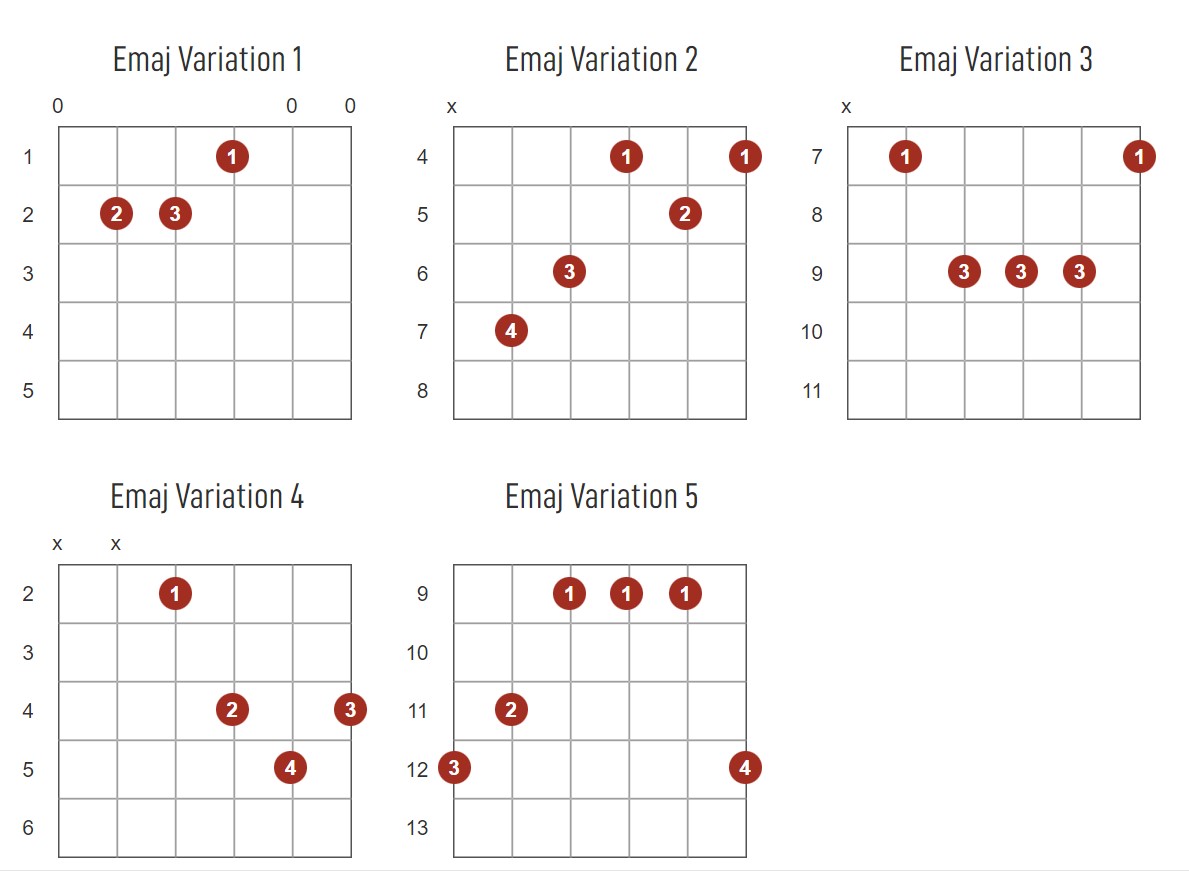 Emaj Variation 1 Emaj Variation 2 Emaj Variation 3
0 0 0 x x
1 1 4 1 1 7 1 1
2 2 3 5 2 8
3 6 3 9 3 3 3
4 7 4 10
5 8 11
Emaj Variation 4 Emaj Variation 5
x x
2 1 9 1 1 1
3 10
4 2 3 11 2
5 4 12 3 4
6 13